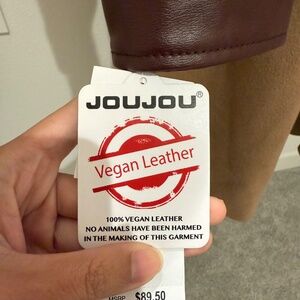 JOUJOU®
Vegan Leather
100% VEGAN LEATHER
NO ANIMALS HAVE BEEN HARMED
IN THE MAKING OF THIS GARMENT
MSRP $89.50